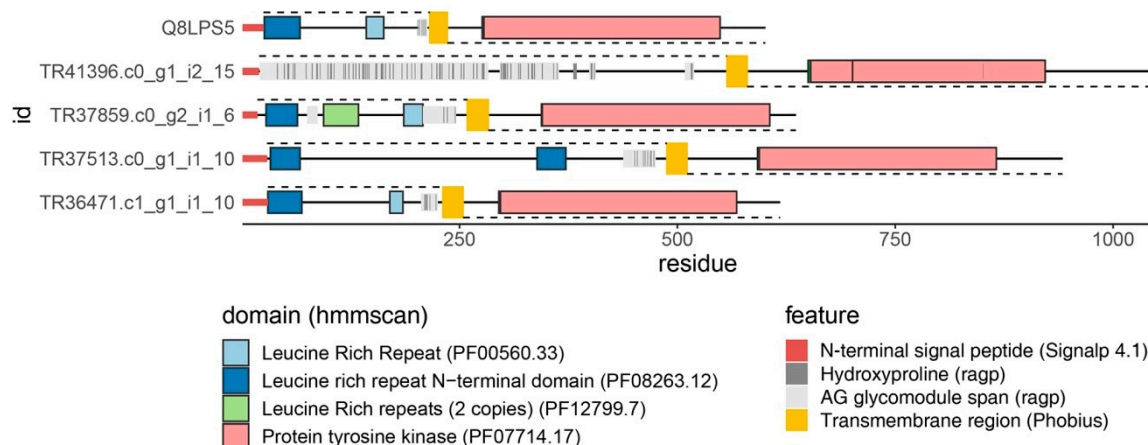 Q8LPS5
TR41396.c0_g1_i2_15
TR37859.c0_g2_i1_6
TR37513.c0_g1_i1_10
TR36471.c1_g1_i1_10
id
250 500 750 1000
residue
domain (hmmscan)
Leucine Rich Repeat (PF00560.33)
Leucine rich repeat N−terminal domain (PF08263.12)
Leucine Rich repeats (2 copies) (PF12799.7)
Protein tyrosine kinase (PF07714.17)
feature
N-terminal signal peptide (Signalp 4.1)
Hydroxyproline (ragp)
AG glycomodule span (ragp)
Transmembrane region (Phobius)